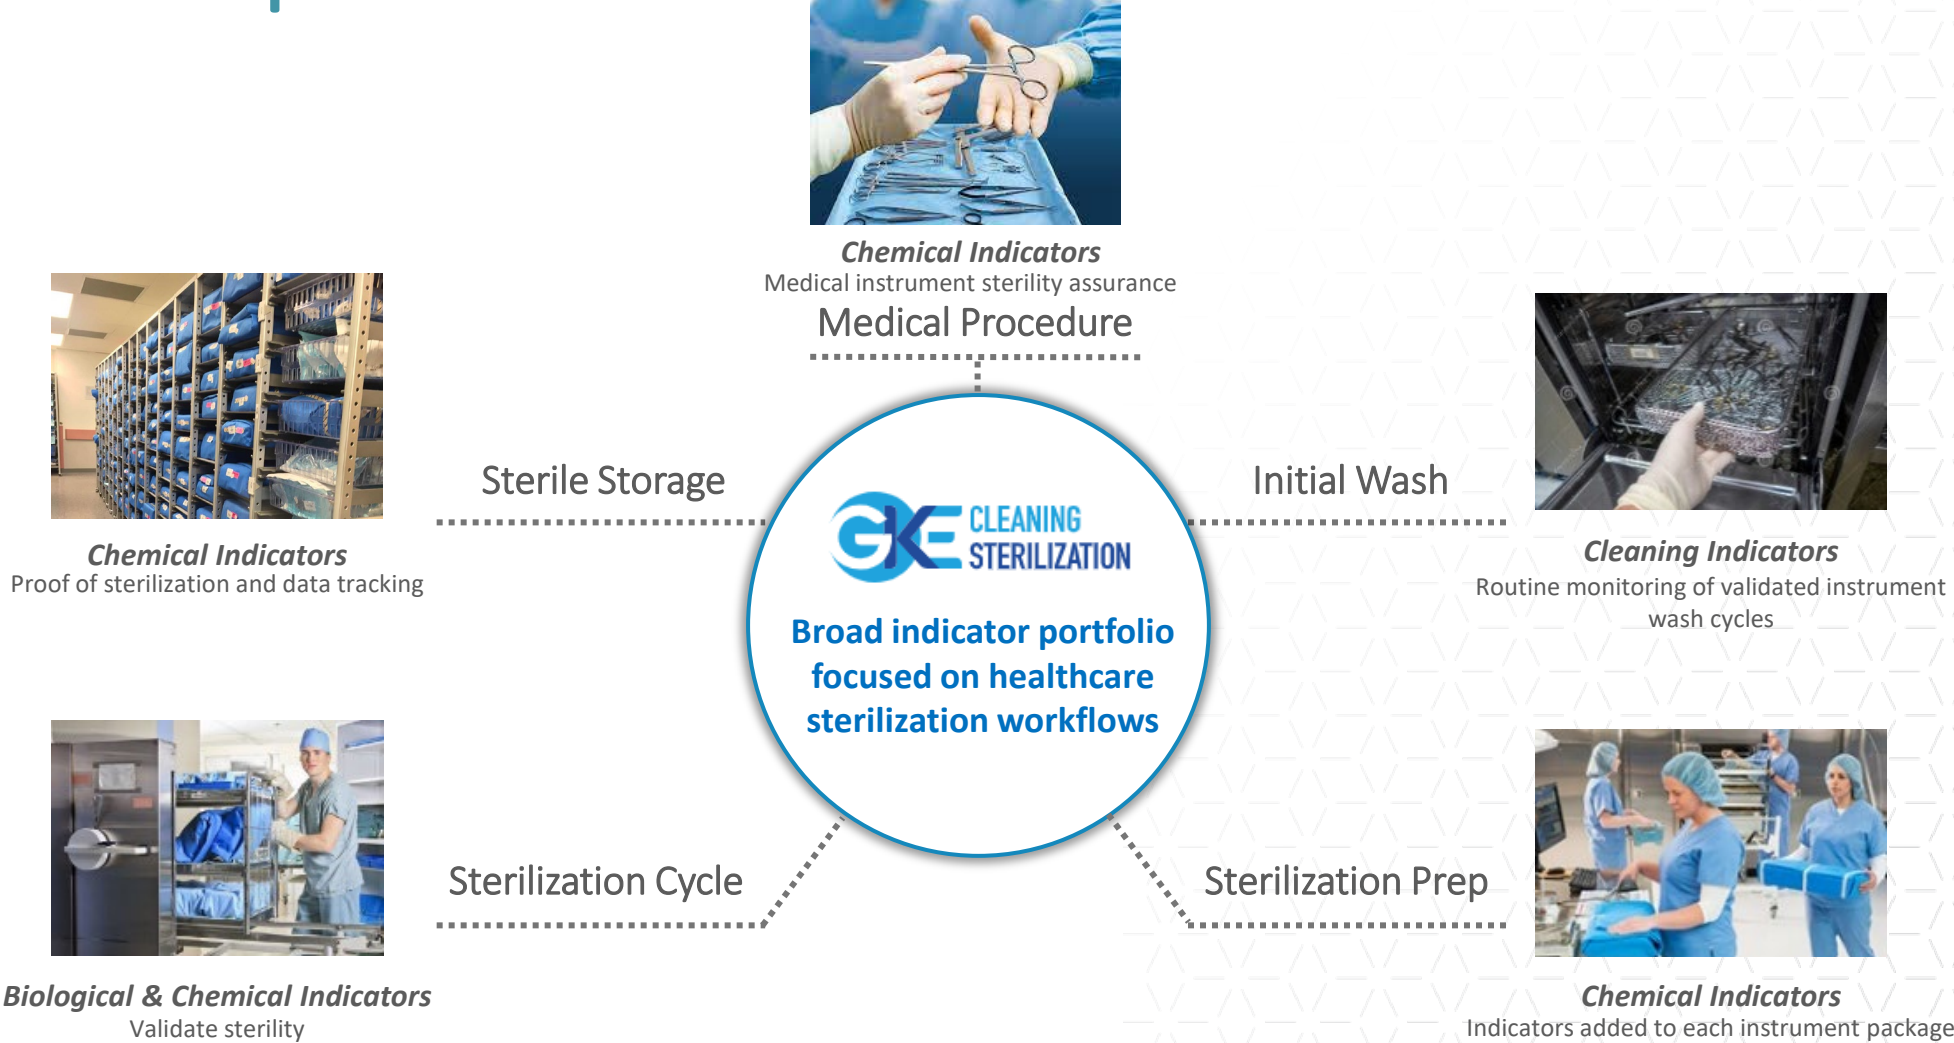 Chemical Indicators
Medical instrument sterility assurance
Medical Procedure
Sterile Storage
Chemical Indicators
Proof of sterilization and data tracking
Initial Wash
Cleaning Indicators
Routine monitoring of validated instrument
wash cycles
GKE CLEANING
STERILIZATION
Broad indicator portfolio
focused on healthcare
sterilization workflows
Sterilization Cycle
Biological & Chemical Indicators
Validate sterility
Sterilization Prep
Chemical Indicators
Indicators added to each instrument package